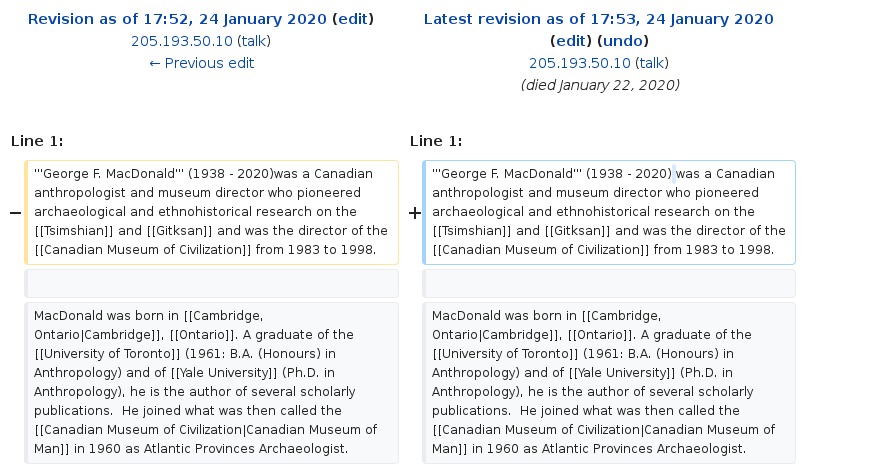 Revision as of 17:52, 24 January 2020 (edit)
205.193.50.10 (talk)
← Previous edit
Latest revision as of 17:53, 24 January 2020
(edit) (undo)
205.193.50.10 (talk)
(died January 22, 2020)
Line 1:
Line 1:
−
'''George F. MacDonald''' (1938 - 2020)was a Canadian
anthropologist and museum director who pioneered
archaeological and ethnohistorical research on the
[[Tsimshian]] and [[Gitksan]] and was the director of the
[[Canadian Museum of Civilization]] from 1983 to 1998.
+
'''George F. MacDonald''' (1938 - 2020) was a Canadian
anthropologist and museum director who pioneered
archaeological and ethnohistorical research on the
[[Tsimshian]] and [[Gitksan]] and was the director of the
[[Canadian Museum of Civilization]] from 1983 to 1998.
MacDonald was born in [[Cambridge,
Ontario|Cambridge]], [[Ontario]]. A graduate of the
[[University of Toronto]] (1961: B.A. (Honours) in
Anthropology) and of [[Yale University]] (Ph.D. in
Anthropology), he is the author of several scholarly
publications.  He joined what was then called the
[[Canadian Museum of Civilization|Canadian Museum of
Man]] in 1960 as Atlantic Provinces Archaeologist.
MacDonald was born in [[Cambridge,
Ontario|Cambridge]], [[Ontario]]. A graduate of the
[[University of Toronto]] (1961: B.A. (Honours) in
Anthropology) and of [[Yale University]] (Ph.D. in
Anthropology), he is the author of several scholarly
publications.  He joined what was then called the
[[Canadian Museum of Civilization|Canadian Museum of
Man]] in 1960 as Atlantic Provinces Archaeologist.